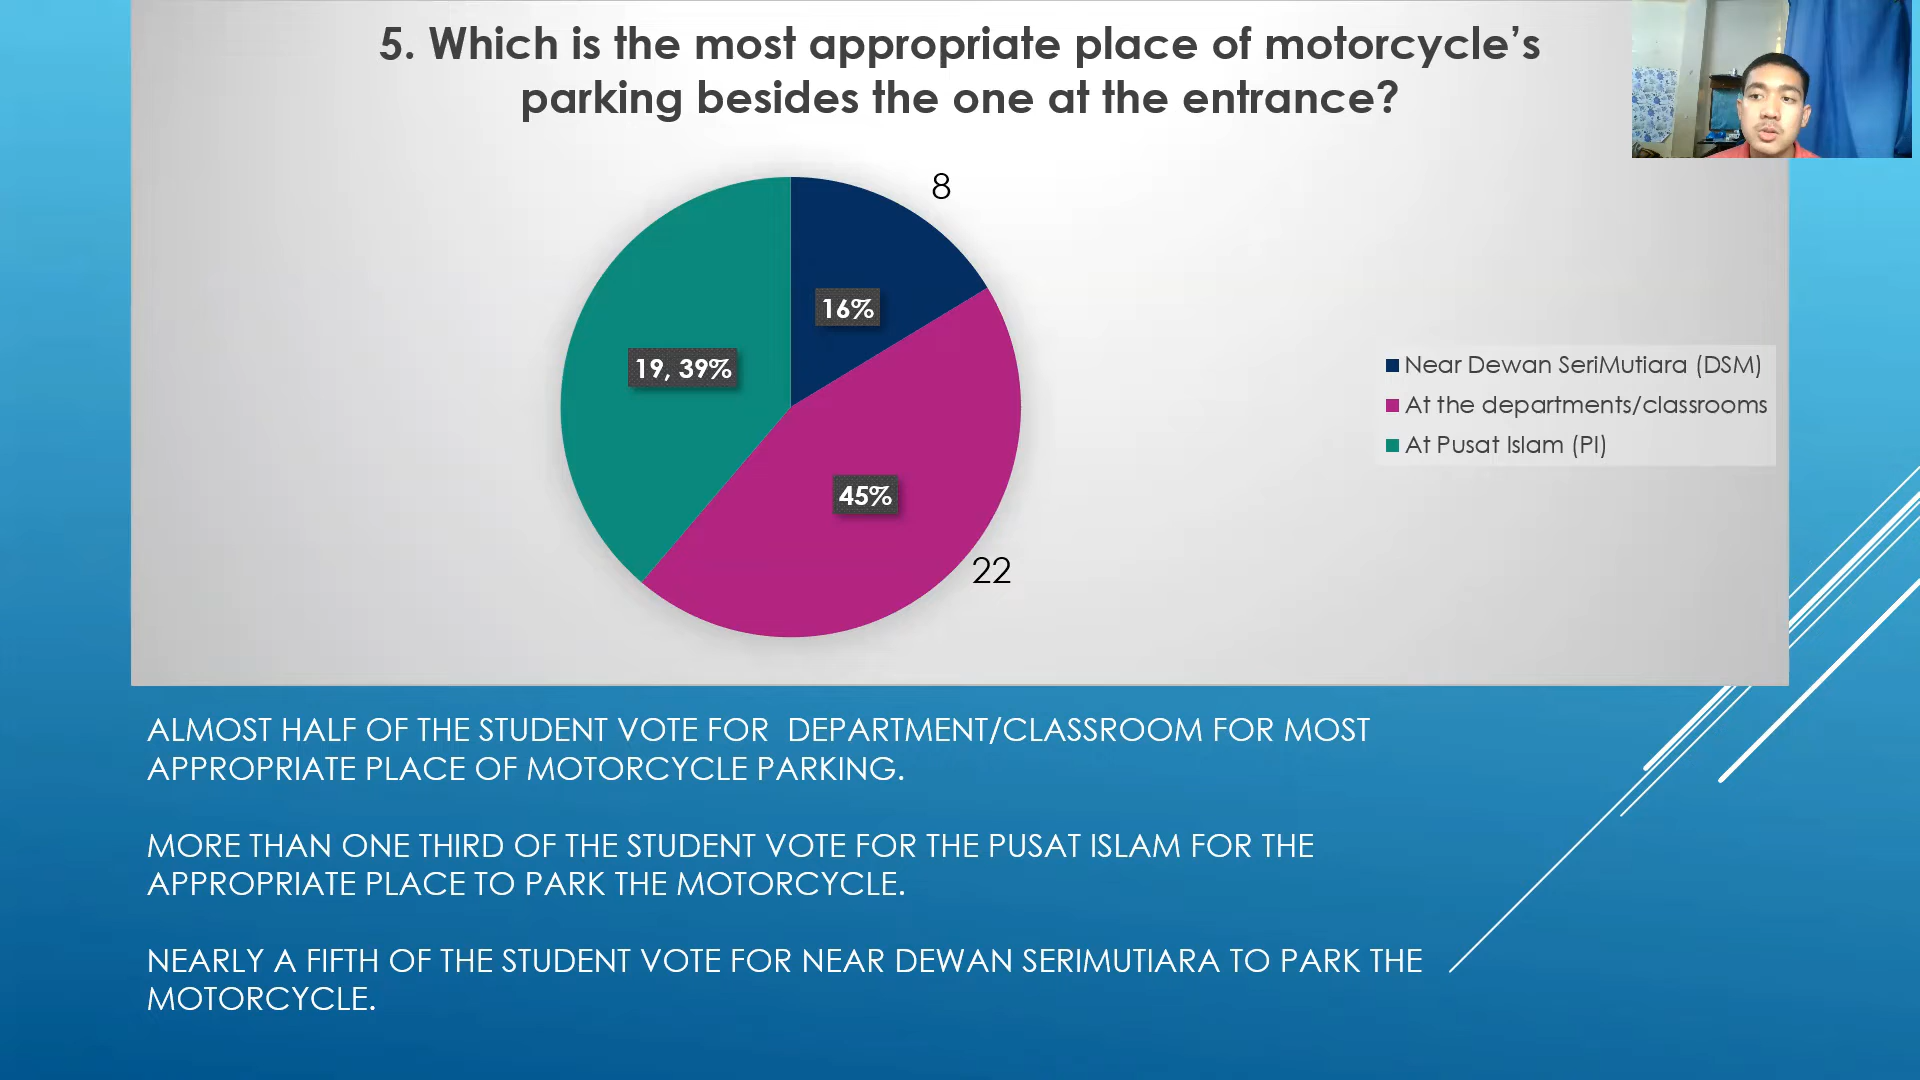 5. Which is the most appropriate place of motorcycle’s
parking besides the one at the entrance?
8
16%
19, 39%
45%
22
Near Dewan SeriMutiara (DSM)
At the departments/classrooms
At Pusat Islam (PI)
ALMOST HALF OF THE STUDENT VOTE FOR DEPARTMENT/CLASSROOM FOR MOST
APPROPRIATE PLACE OF MOTORCYCLE PARKING.
MORE THAN ONE THIRD OF THE STUDENT VOTE FOR THE PUSAT ISLAM FOR THE
APPROPRIATE PLACE TO PARK THE MOTORCYCLE.
NEARLY A FIFTH OF THE STUDENT VOTE FOR NEAR DEWAN SERIMUTIARA TO PARK THE
MOTORCYCLE.